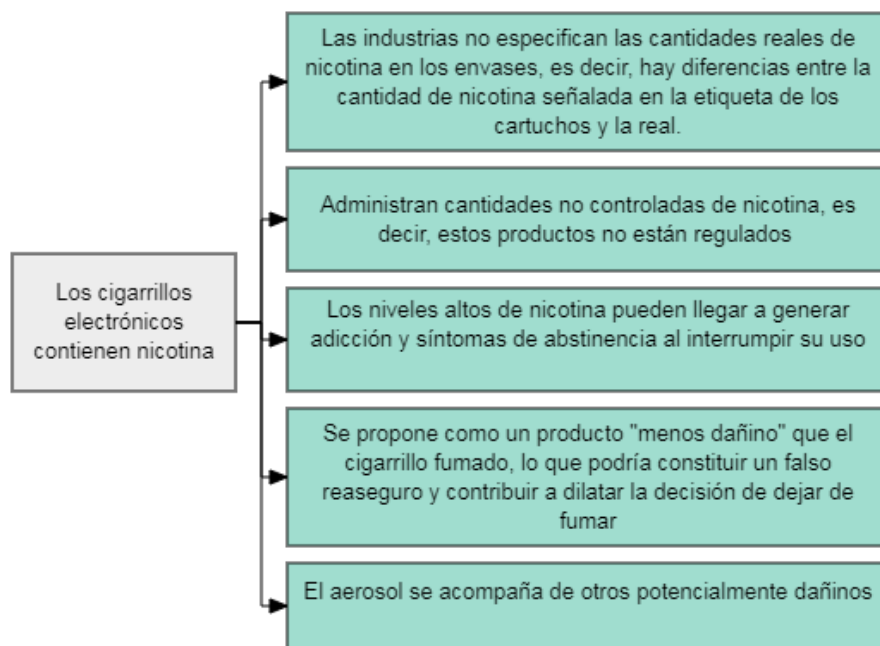 Las industrias no especifican las cantidades reales de
nicotina en los envases, es decir, hay diferencias entre la
cantidad de nicotina señalada en la etiqueta de los
cartuchos y la real.
Administran cantidades no controladas de nicotina, es
decir, estos productos no están regulados
Los cigarrillos
electrónicos
contienen nicotina
Los niveles altos de nicotina pueden llegar a generar
adicción y síntomas de abstinencia al interrumpir su uso
Se propone como un producto "menos dañino" que el
cigarrillo fumado, lo que podría constituir un falso
reaseguro y contribuir a dilatar la decisión de dejar de
fumar
El aerosol se acompaña de otros potencialmente dañinos